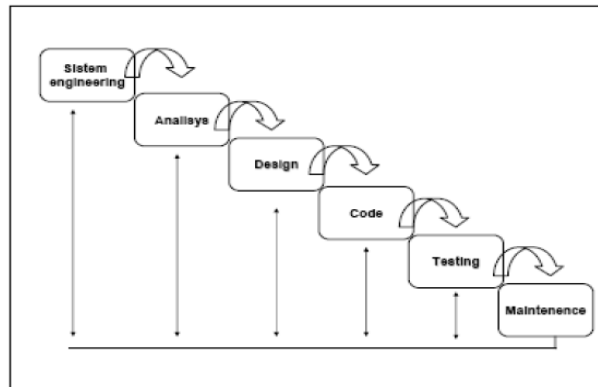 Sistem
engineering
Analisys
Design
Code
Testing
Maintenence